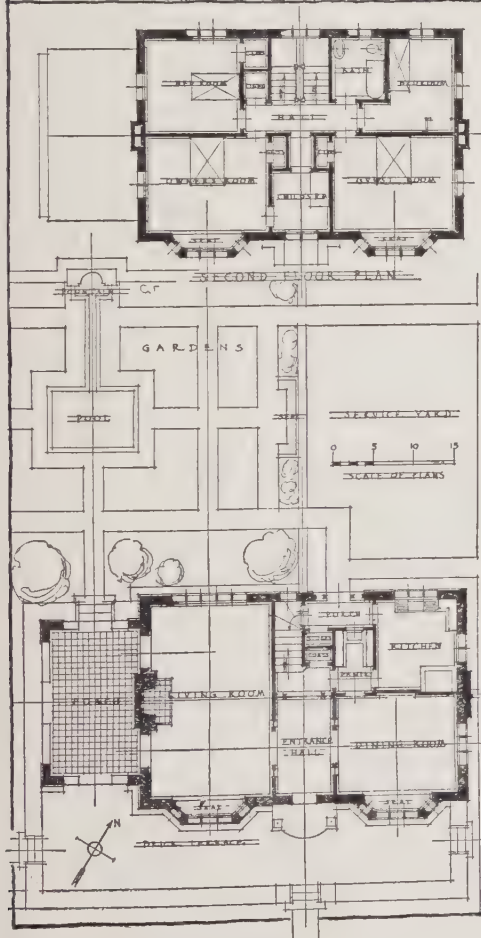 BED ROOM
BATH
BEDROOM
HALL
OWNER'S ROOM
GUEST ROOM
SEAT
SEAT
SECOND FLOOR PLAN
GARDENS
POOL
SEAT
SERVICE YARD
0 5 10 15
SCALE OF PLANS
PORCH
KITCHEN
PORCH
LIVING ROOM
PANTRY
ENTRANCE
HALL
DINING ROOM
SEAT
SEAT
N
BRICK TERRACE